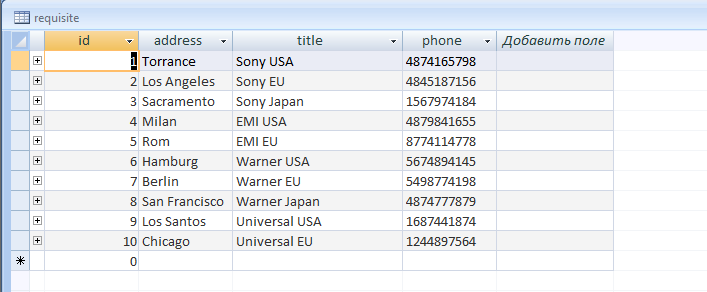 requisite
id address title phone Добавить поле
1 Torrance Sony USA 4874165798
2 Los Angeles Sony EU 4845187156
3 Sacramento Sony Japan 1567974184
4 Milan EMI USA 4879841655
5 Rom EMI EU 8774114778
6 Hamburg Warner USA 5674894145
7 Berlin Warner EU 5498774198
8 San Francisco Warner Japan 4874777879
9 Los Santos Universal USA 1687441874
10 Chicago Universal EU 1244897564
0